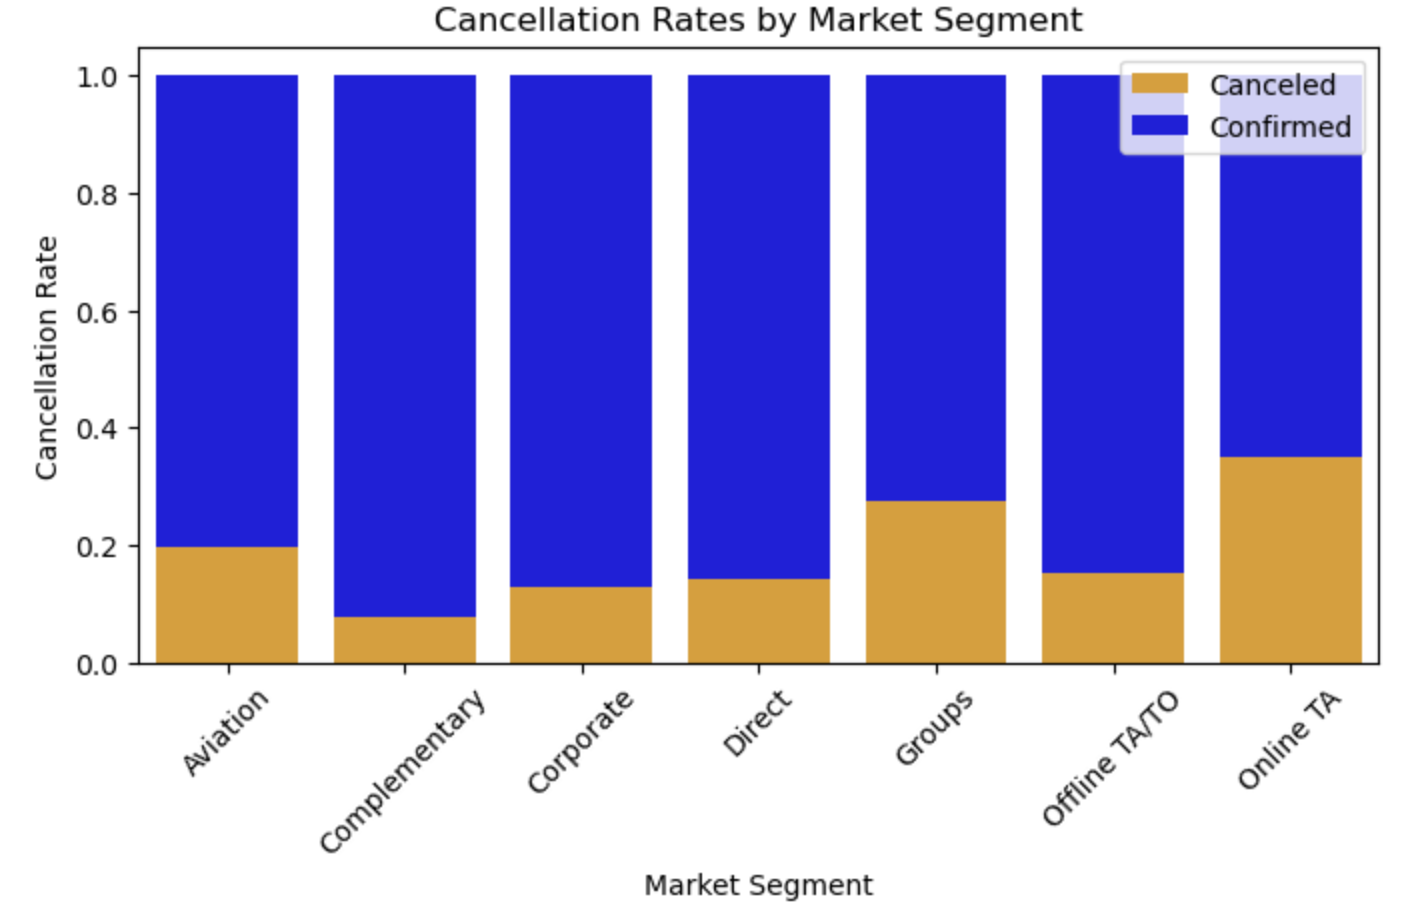 Cancellation Rates by Market Segment
Canceled
Confirmed
Cancellation Rate
1.0
0.8
0.6
0.4
0.2
0.0
Aviation
Complementary
Corporate
Direct
Groups
Offline TA/TO
Online TA
Market Segment